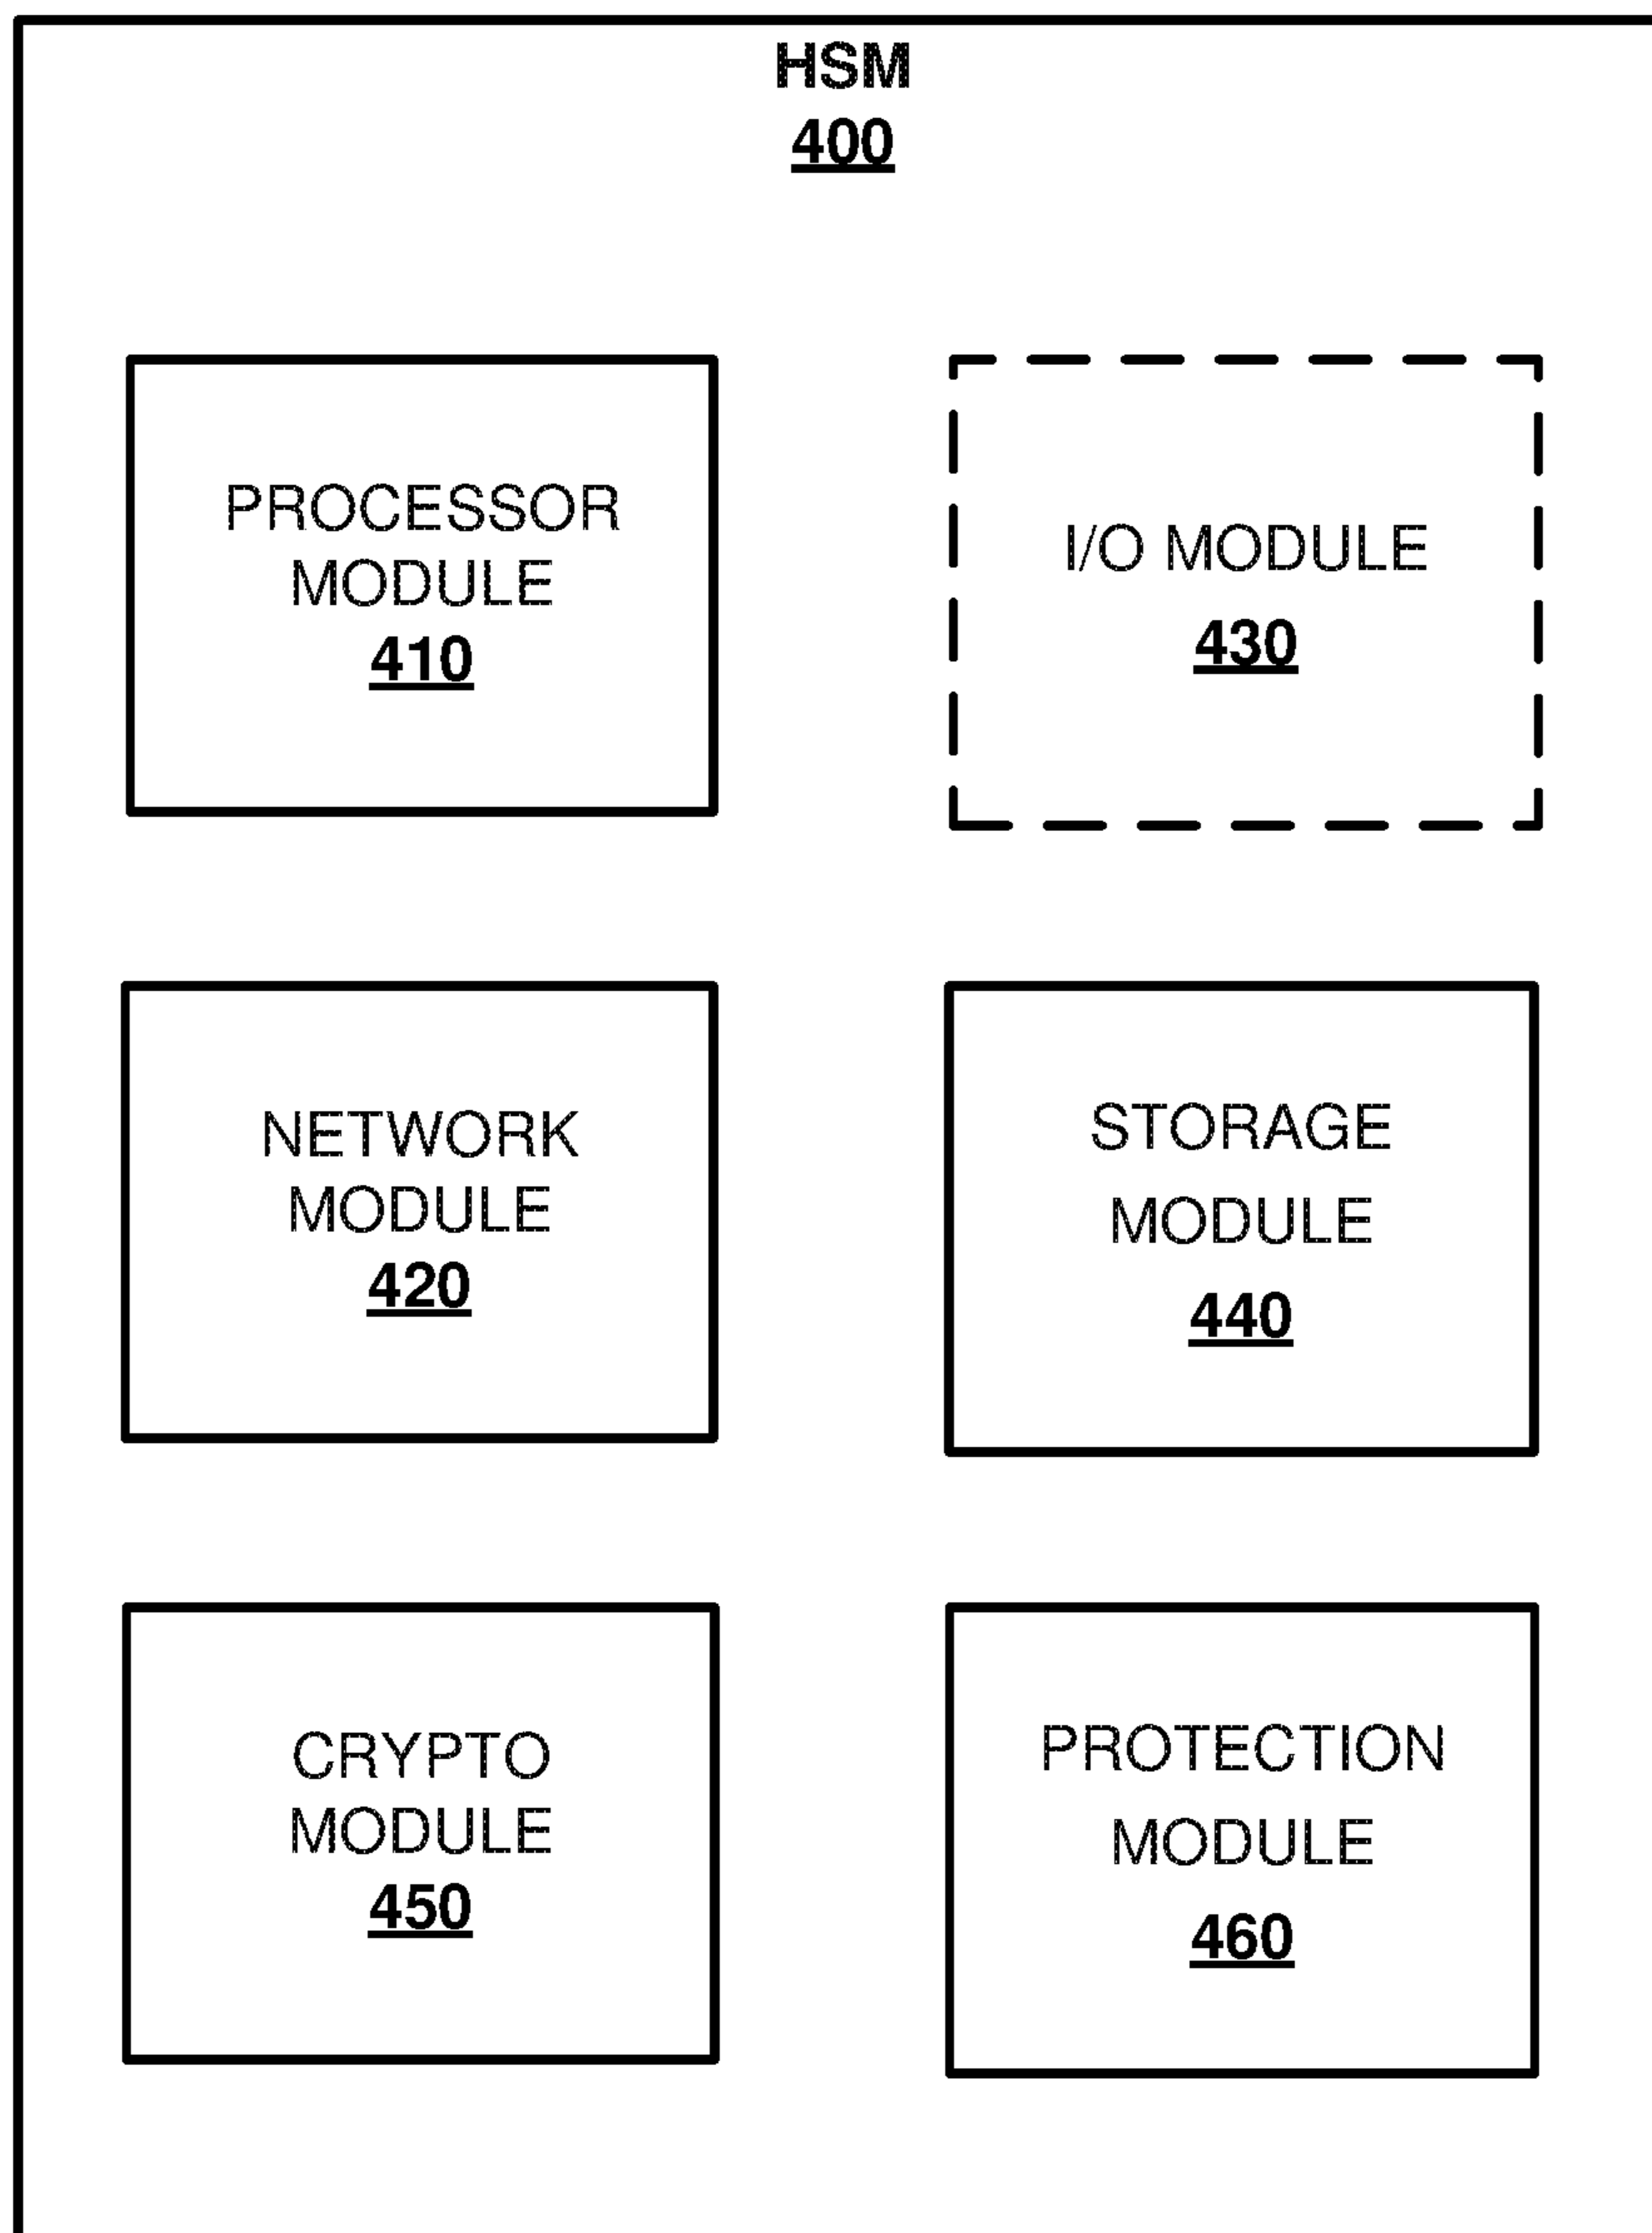 HSM
400
PROCESSOR
MODULE
410
I/O MODULE
430
NETWORK
MODULE
420
STORAGE
MODULE
440
CRYPTO
MODULE
450
PROTECTION
MODULE
460